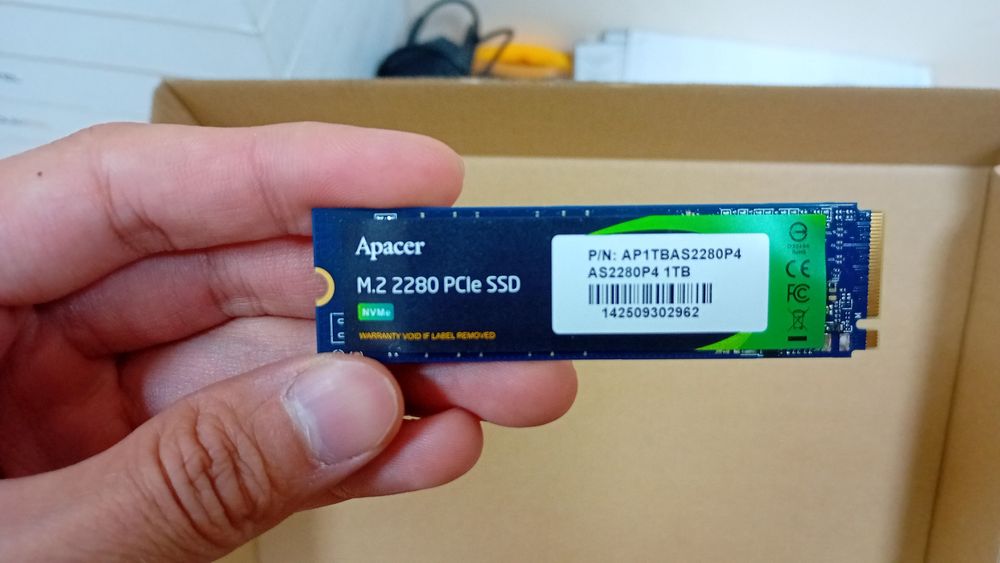 Apacer
M.2 2280 PCIe SSD
NVMe
WARRANTY VOID IF LABEL REMOVED
P/N: AP1TBAS2280P4
AS2280P4 1TB
142509302962
CE
FC
M